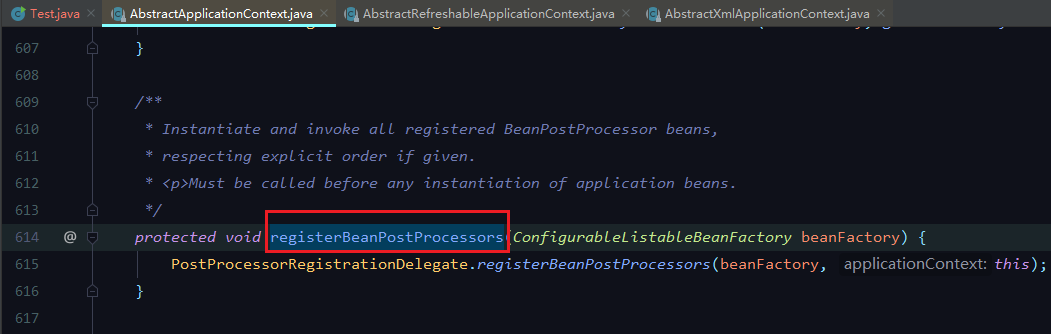 Test.java × AbstractApplicationContext.java × AbstractRefreshableApplicationContext.java × AbstractXmlApplicationContext.java ×
607 }
608
609 /**
610 * Instantiate and invoke all registered BeanPostProcessor beans,
611 * respecting explicit order if given.
612 * <p>Must be called before any instantiation of application beans.
613 */
614 @ protected void registerBeanPostProcessors(ConfigurableListableBeanFactory beanFactory) {
615 PostProcessorRegistrationDelegate.registerBeanPostProcessors(beanFactory, applicationContext: this);
616 }
617